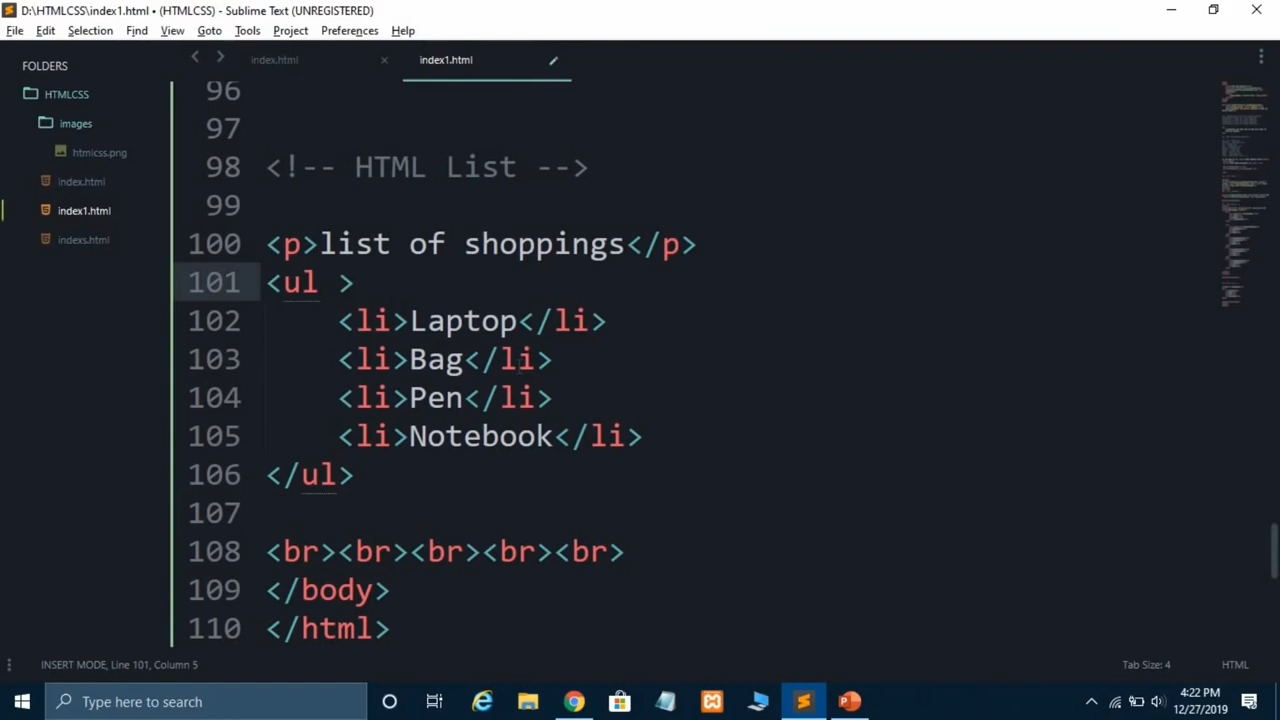 D:\HTMLCSS\index1.html • (HTMLCSS) - Sublime Text (UNREGISTERED)
File Edit Selection Find View Goto Tools Project Preferences Help
FOLDERS
HTMLCSS
images
htmlcss.png
index.html
index1.html
indexs.html
index.html
index1.html
96
97
98 <!-- HTML List -->
99
100 <p>list of shoppings</p>
101 <ul >
102 <li>Laptop</li>
103 <li>Bag</li>
104 <li>Pen</li>
105 <li>Notebook</li>
106 </ul>
107
108 <br><br><br><br><br>
109 </body>
110 </html>
INSERT MODE, Line 101, Column 5
Tab Size: 4
HTML
Type here to search
4:22 PM
12/27/2019